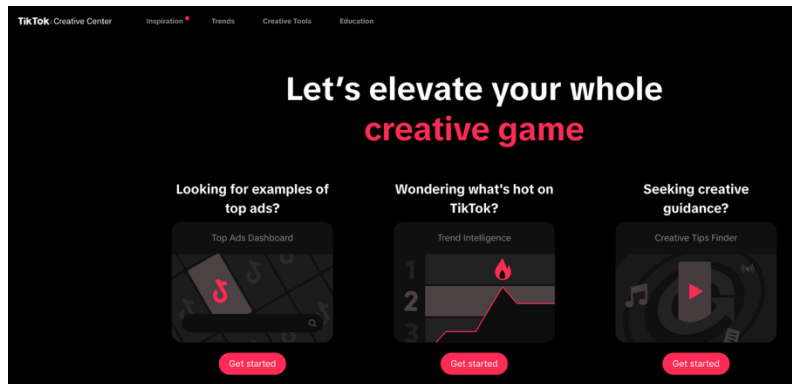 TikTok: Creative Center
Inspiration
Trends
Creative Tools
Education
Let's elevate your whole
creative game
Looking for examples of
top ads?
Top Ads Dashboard
Get started
Wondering what's hot on
TikTok?
Trend Intelligence
1
2
3
Get started
Seeking creative
guidance?
Creative Tips Finder
Get started